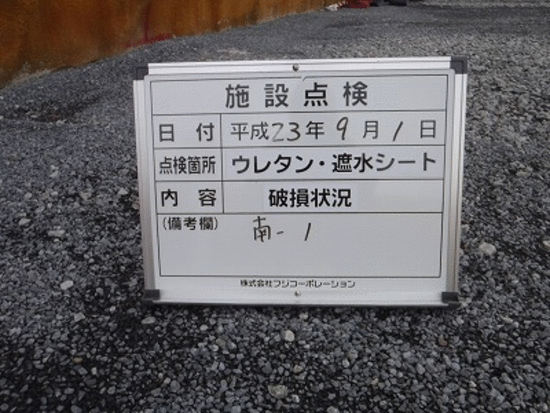 施設点検
日付 平成23年9月1日
点検箇所 ウレタン・遮水シート
内容 破損状況
(備考欄) 南-1
株式会社フジコーポレーション